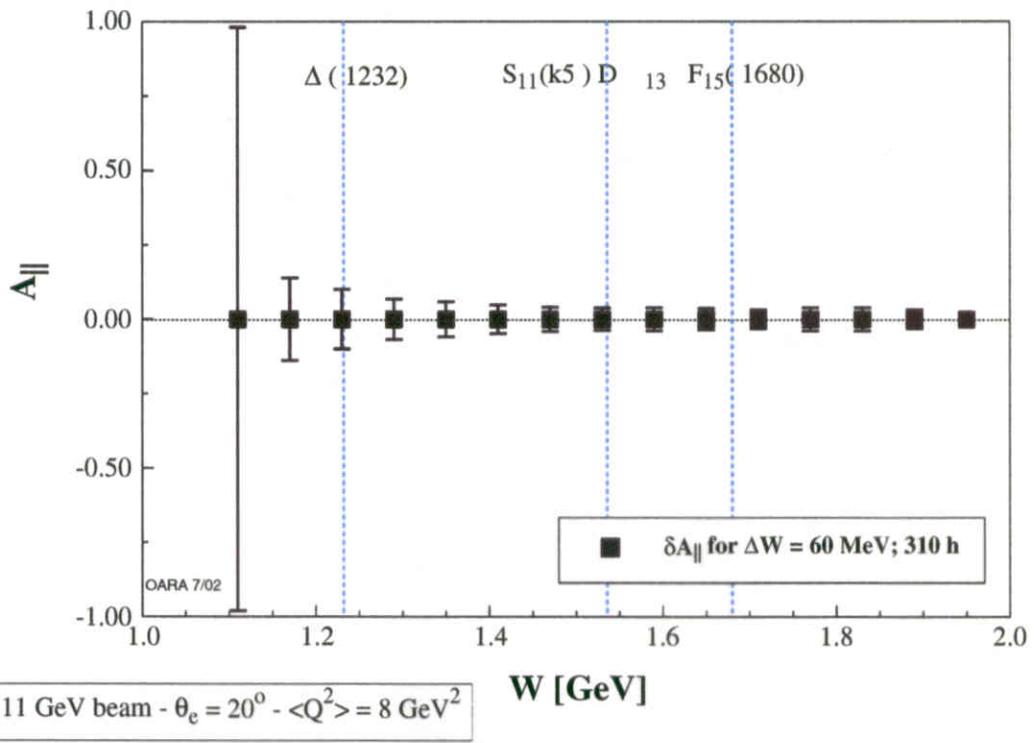 1.00
Δ ( 1232) S₁₁(k5 ) D ₁₃ F₁₅( 1680)
0.50
A||
0.00
-0.50
δA|| for ΔW = 60 MeV; 310 h
OARA 7/02
-1.00
1.0 1.2 1.4 1.6 1.8 2.0
W [GeV]
11 GeV beam - θₑ = 20° - <Q²> = 8 GeV²